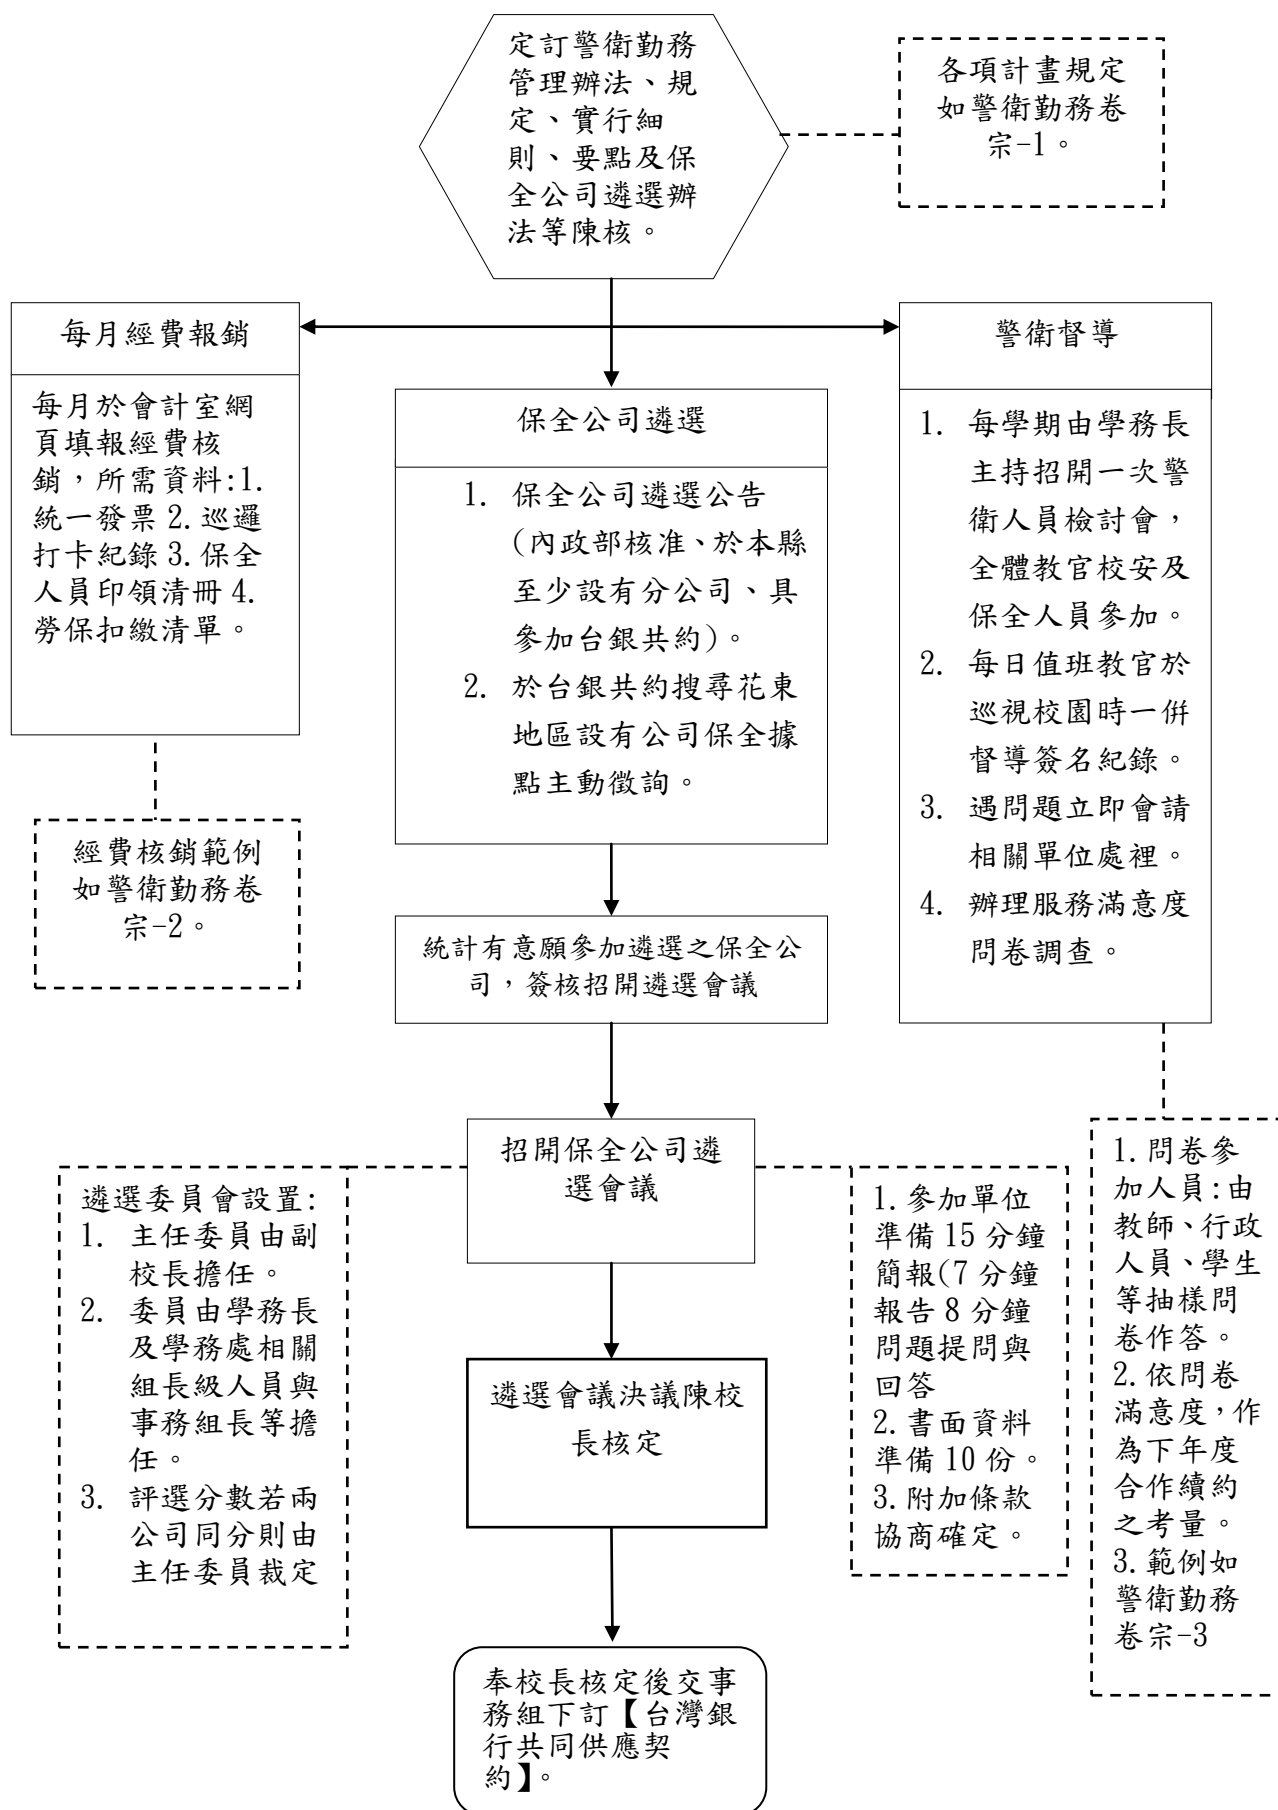 定訂警衛勤務
管理辦法、規
定、實行細
則、要點及保
全公司遴選辦
法等陳核。
各項計畫規定
如警衛勤務卷
宗-1。
每月經費報銷
每月於會計室網
頁填報經費核
銷，所需資料:1.
統一發票 2.巡邏
打卡紀錄 3.保全
人員印領清冊 4.
勞保扣繳清單。
經費核銷範例
如警衛勤務卷
宗-2。
保全公司遴選
1. 保全公司遴選公告
(內政部核准、於本縣
至少設有分公司、具
參加台銀共約)。
2. 於台銀共約搜尋花東
地區設有公司保全據
點主動徵詢。
警衛督導
1. 每學期由學務長
主持招開一次警
衛人員檢討會，
全體教官校安及
保全人員參加。
2. 每日值班教官於
巡視校園時一併
督導簽名紀錄。
3. 遇問題立即會請
相關單位處裡。
4. 辦理服務滿意度
問卷調查。
統計有意願參加遴選之保全公
司，簽核招開遴選會議
招開保全公司遴
選會議
遴選委員會設置:
1. 主任委員由副
校長擔任。
2. 委員由學務長
及學務處相關
組長級人員與
事務組長等擔
任。
3. 評選分數若兩
公司同分則由
主任委員裁定
1.參加單位
準備 15 分鐘
簡報(7 分鐘
報告 8 分鐘
問題提問與
回答
2.書面資料
準備 10 份。
3.附加條款
協商確定。
1.問卷參
加人員:由
教師、行政
人員、學生
等抽樣問
卷作答。
2.依問卷
滿意度，作
為下年度
合作續約
之考量。
3.範例如
警衛勤務
卷宗-3
遴選會議決議陳校
長核定
奉校長核定後交事
務組下訂【台灣銀
行共同供應契
約】。